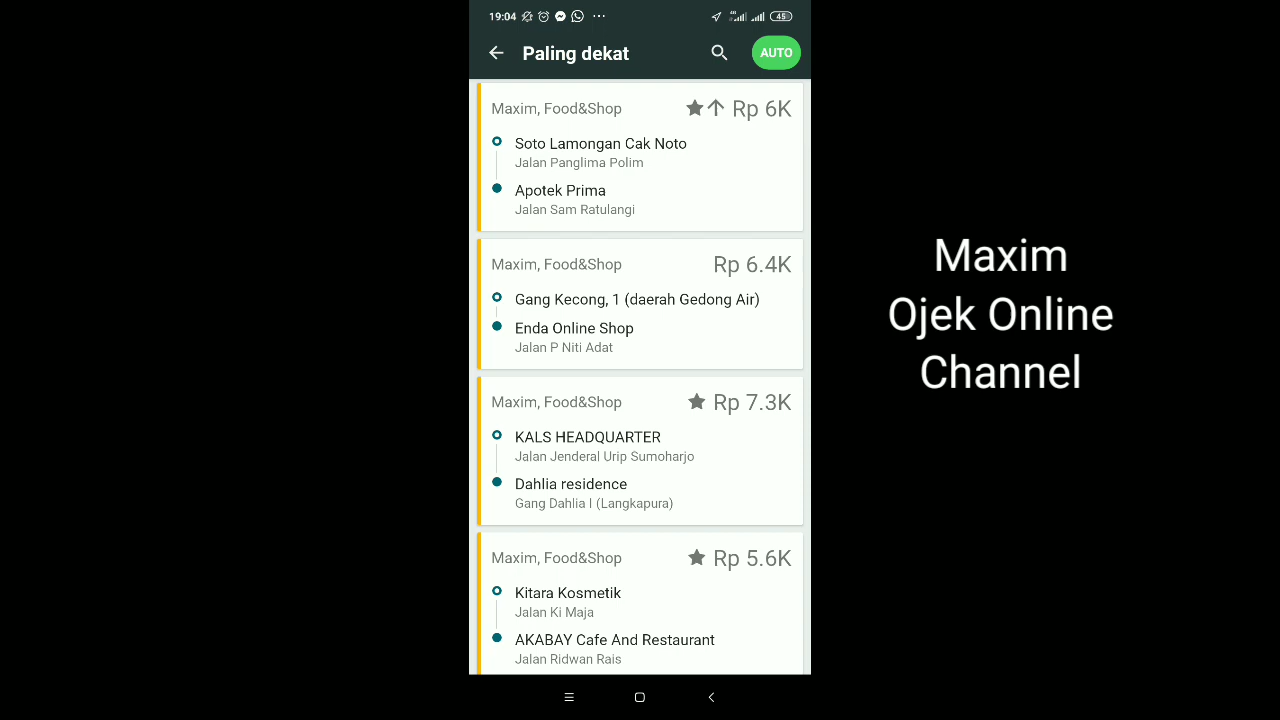 19:04
45
Paling dekat
AUTO
Maxim, Food&Shop
Rp 6K
Soto Lamongan Cak Noto
Jalan Panglima Polim
Apotek Prima
Jalan Sam Ratulangi
Maxim, Food&Shop
Rp 6.4K
Gang Kecong, 1 (daerah Gedong Air)
Enda Online Shop
Jalan P Niti Adat
Maxim, Food&Shop
Rp 7.3K
KALS HEADQUARTER
Jalan Jenderal Urip Sumoharjo
Dahlia residence
Gang Dahlia I (Langkapura)
Maxim, Food&Shop
Rp 5.6K
Kitara Kosmetik
Jalan Ki Maja
AKABAY Cafe And Restaurant
Jalan Ridwan Rais
Maxim
Ojek Online
Channel